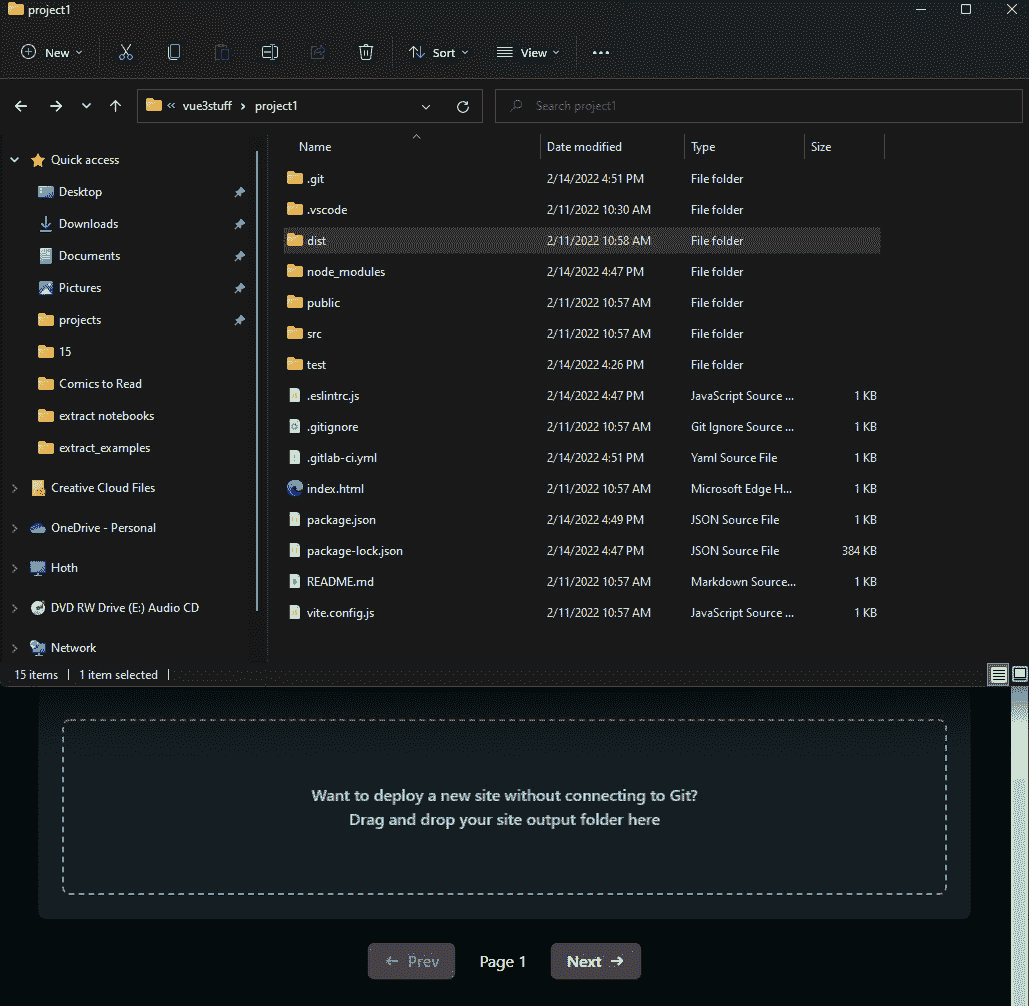 project1
New Sort View
« vue3stuff › project1 Search project1
Name Date modified Type Size
Quick access
Desktop
Downloads
Documents
Pictures
projects
15
Comics to Read
extract notebooks
extract_examples
Creative Cloud Files
OneDrive - Personal
Hoth
DVD RW Drive (E:) Audio CD
Network
.git 2/14/2022 4:51 PM File folder
.vscode 2/11/2022 10:30 AM File folder
dist 2/11/2022 10:58 AM File folder
node_modules 2/14/2022 4:47 PM File folder
public 2/11/2022 10:57 AM File folder
src 2/11/2022 10:57 AM File folder
test 2/14/2022 4:26 PM File folder
.eslintrc.js 2/14/2022 4:47 PM JavaScript Source ... 1 KB
.gitignore 2/11/2022 10:57 AM Git Ignore Source ... 1 KB
.gitlab-ci.yml 2/14/2022 4:51 PM Yaml Source File 1 KB
index.html 2/11/2022 10:57 AM Microsoft Edge H... 1 KB
package.json 2/14/2022 4:49 PM JSON Source File 1 KB
package-lock.json 2/14/2022 4:47 PM JSON Source File 384 KB
README.md 2/11/2022 10:57 AM Markdown Source... 1 KB
vite.config.js 2/11/2022 10:57 AM JavaScript Source ... 1 KB
15 items 1 item selected
Want to deploy a new site without connecting to Git?
Drag and drop your site output folder here
← Prev Page 1 Next →